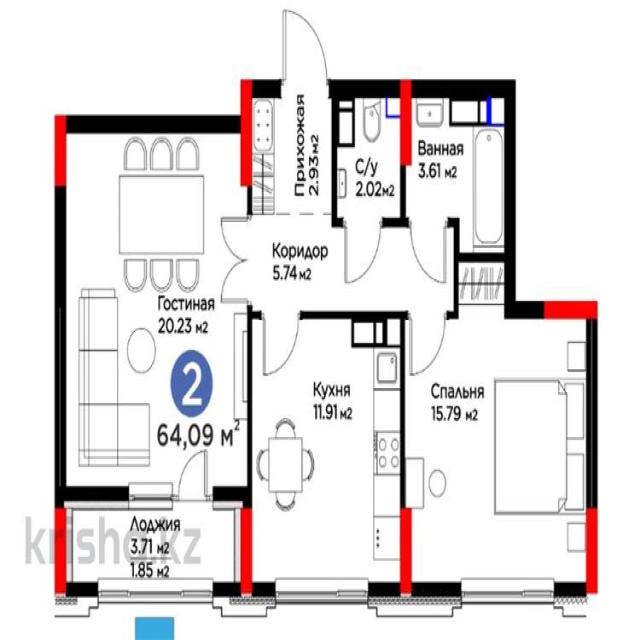 Прихожая
2.93 м2
С/у
2.02м2
Ванная
3.61 м2
Коридор
5.74 м2
Гостиная
20.23 м2
2
64,09 м²
Кухня
11.91 м2
Спальня
15.79 м2
Лоджия
3.71 м2
1.85 м2
krisha.kz